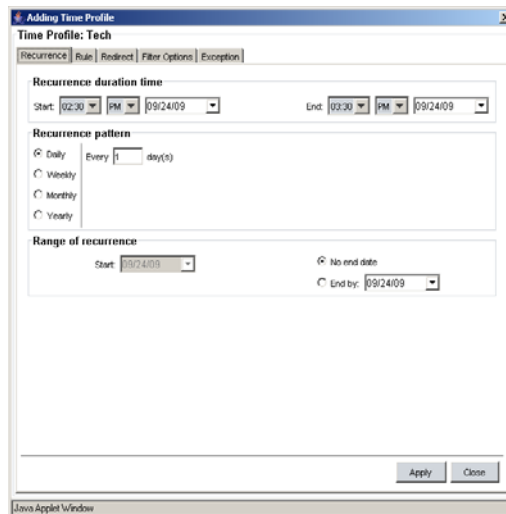 Adding Time Profile
Time Profile: Tech
Recurrence Rule Redirect Filter Options Exception
Recurrence duration time
Start: 02:30 PM 09/24/09 End: 03:30 PM 09/24/09
Recurrence pattern
Daily Every 1 day(s)
Weekly
Monthly
Yearly
Range of recurrence
Start: 09/24/09 No end date
End by: 09/24/09
Apply Close
Java Applet Window